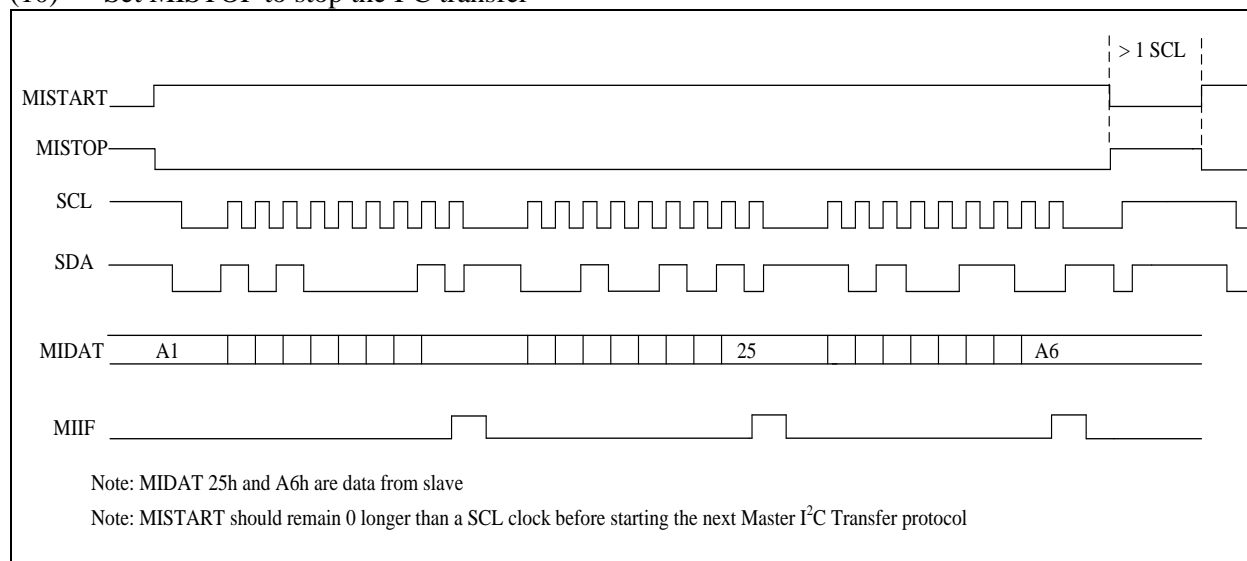 (10) Set MISTOP to stop the I²C transfer
> 1 SCL
MISTART
MISTOP
SCL
SDA
MIDAT A1 25 A6
MIIF
Note: MIDAT 25h and A6h are data from slave
Note: MISTART should remain 0 longer than a SCL clock before starting the next Master I²C Transfer protocol